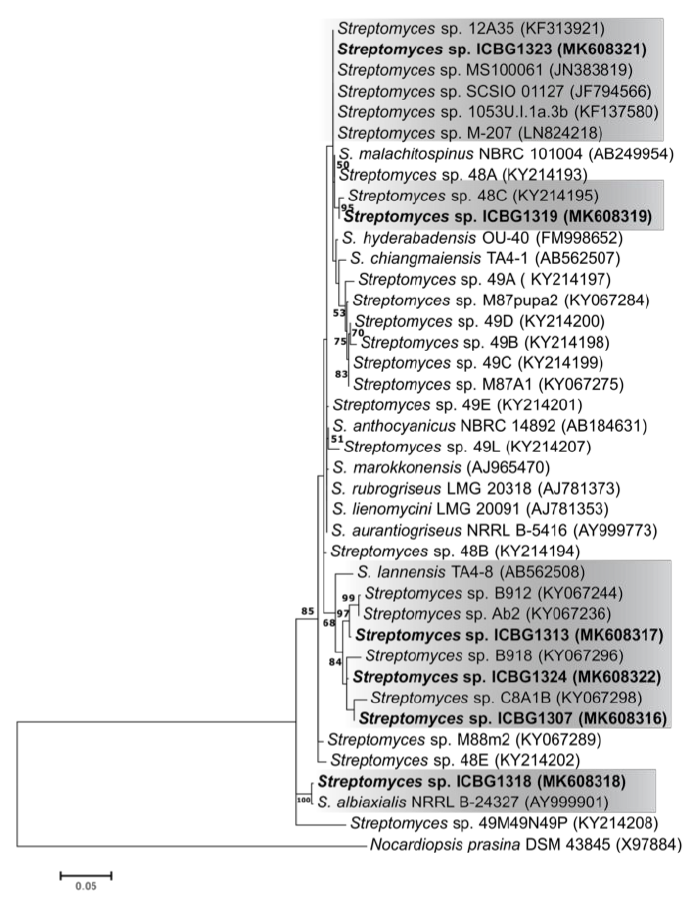 Streptomyces sp. 12A35 (KF313921)
Streptomyces sp. ICBG1323 (MK608321)
Streptomyces sp. MS100061 (JN383819)
Streptomyces sp. SCSIO 01127 (JF794566)
Streptomyces sp. 1053U.I.1a.3b (KF137580)
Streptomyces sp. M-207 (LN824218)
S. malachitospinus NBRC 101004 (AB249954)
50
Streptomyces sp. 48A (KY214193)
Streptomyces sp. 48C (KY214195)
95
Streptomyces sp. ICBG1319 (MK608319)
S. hyderabadensis OU-40 (FM998652)
S. chiangmaiensis TA4-1 (AB562507)
Streptomyces sp. 49A ( KY214197)
Streptomyces sp. M87pupa2 (KY067284)
53
Streptomyces sp. 49D (KY214200)
70
75
Streptomyces sp. 49B (KY214198)
Streptomyces sp. 49C (KY214199)
83
Streptomyces sp. M87A1 (KY067275)
Streptomyces sp. 49E (KY214201)
S. anthocyanicus NBRC 14892 (AB184631)
51
Streptomyces sp. 49L (KY214207)
S. marokkonensis (AJ965470)
S. rubrogriseus LMG 20318 (AJ781373)
S. lienomycini LMG 20091 (AJ781353)
S. aurantiogriseus NRRL B-5416 (AY999773)
Streptomyces sp. 48B (KY214194)
S. lannensis TA4-8 (AB562508)
Streptomyces sp. B912 (KY067244)
99
85
97
Streptomyces sp. Ab2 (KY067236)
68
Streptomyces sp. ICBG1313 (MK608317)
Streptomyces sp. B918 (KY067296)
84
Streptomyces sp. ICBG1324 (MK608322)
Streptomyces sp. C8A1B (KY067298)
Streptomyces sp. ICBG1307 (MK608316)
Streptomyces sp. M88m2 (KY067289)
Streptomyces sp. 48E (KY214202)
Streptomyces sp. ICBG1318 (MK608318)
100
S. albiaxialis NRRL B-24327 (AY999901)
Streptomyces sp. 49M49N49P (KY214208)
Nocardiopsis prasina DSM 43845 (X97884)
0.05